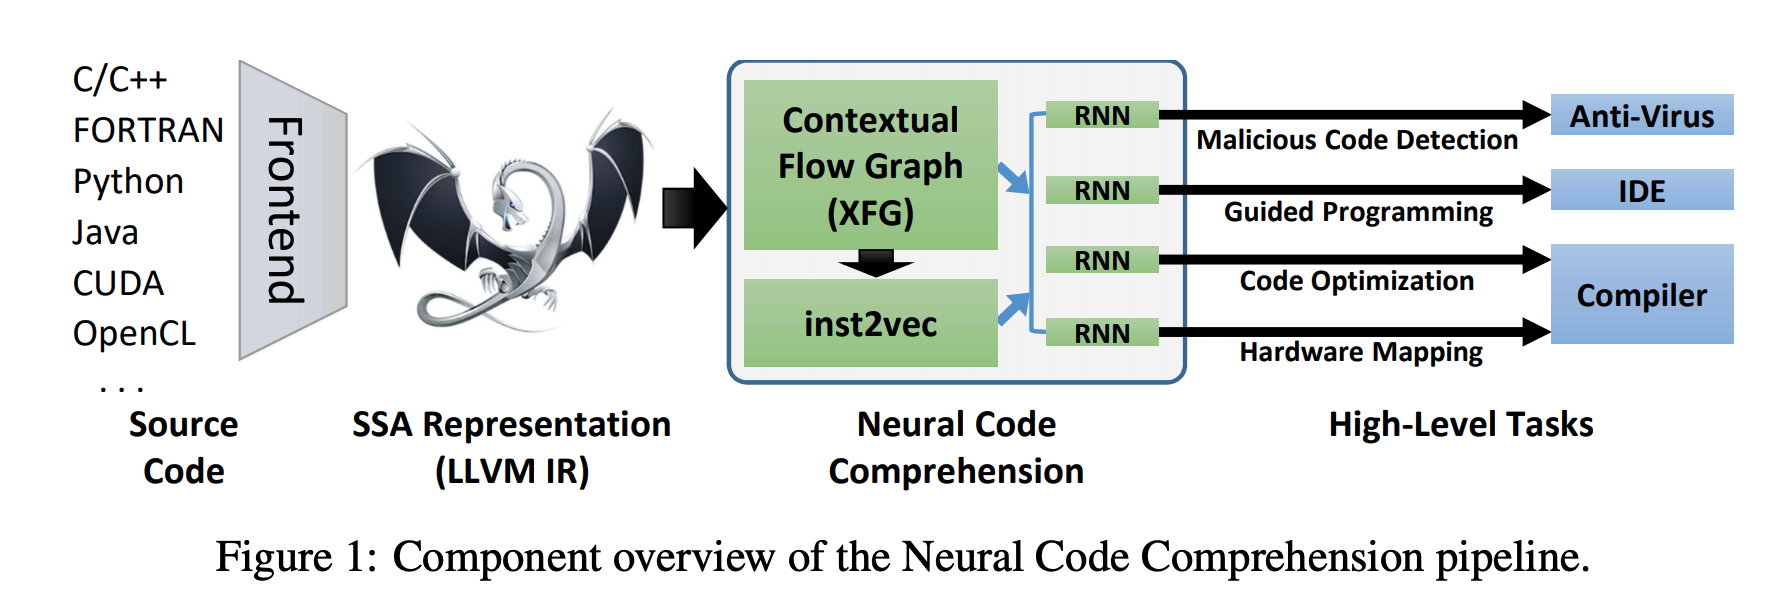 C/C++
FORTRAN
Python
Java
CUDA
OpenCL
. . .
Frontend
Contextual
Flow Graph
(XFG)
inst2vec
RNN
RNN
RNN
RNN
Malicious Code Detection
Guided Programming
Code Optimization
Hardware Mapping
Anti-Virus
IDE
Compiler
Source
Code
SSA Representation
(LLVM IR)
Neural Code
Comprehension
High-Level Tasks
Figure 1: Component overview of the Neural Code Comprehension pipeline.